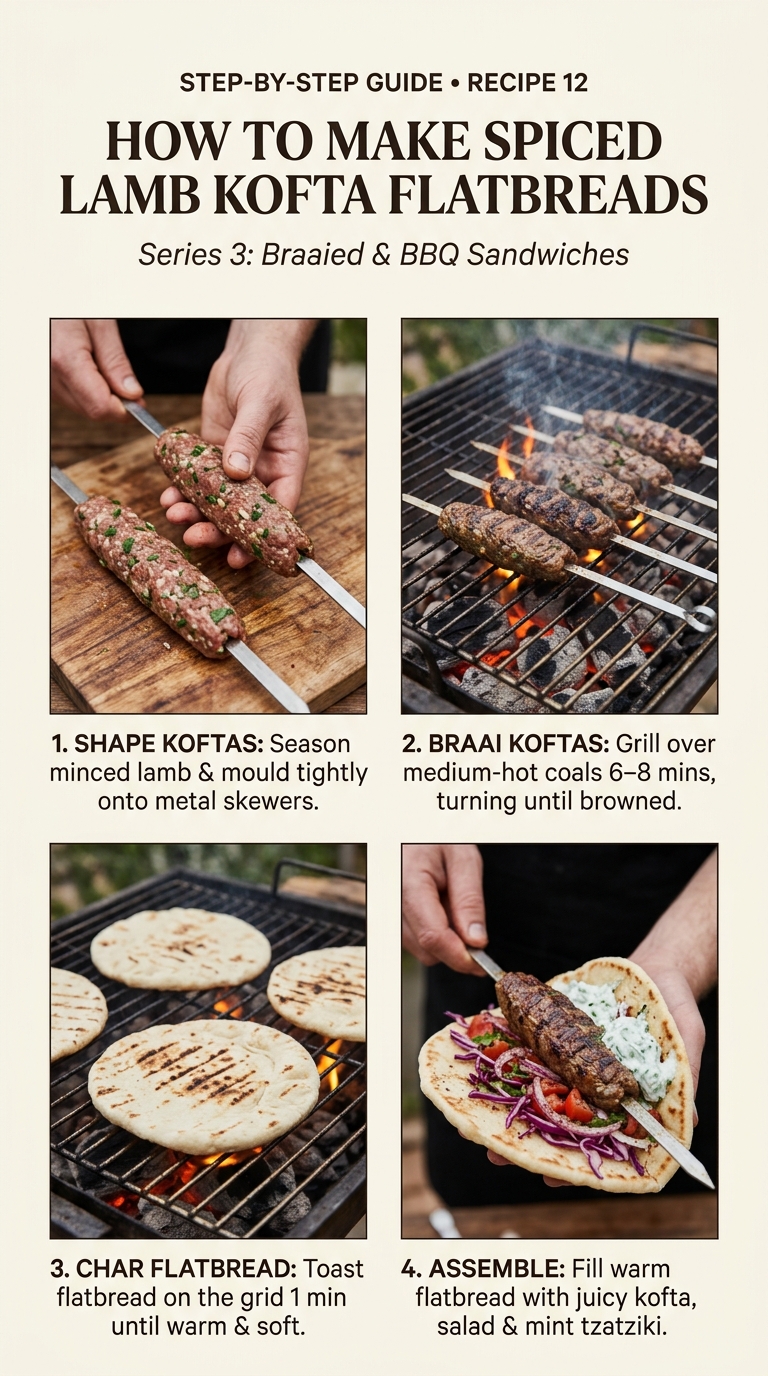 STEP-BY-STEP GUIDE • RECIPE 12
HOW TO MAKE SPICED
LAMB KOFTA FLATBREADS
Series 3: Braaied & BBQ Sandwiches
1. SHAPE KOFTAS: Season
minced lamb & mould tightly
onto metal skewers.
2. BRAAI KOFTAS: Grill over
medium-hot coals 6–8 mins,
turning until browned.
3. CHAR FLATBREAD: Toast
flatbread on the grid 1 min
until warm & soft.
4. ASSEMBLE: Fill warm
flatbread with juicy kofta,
salad & mint tzatziki.